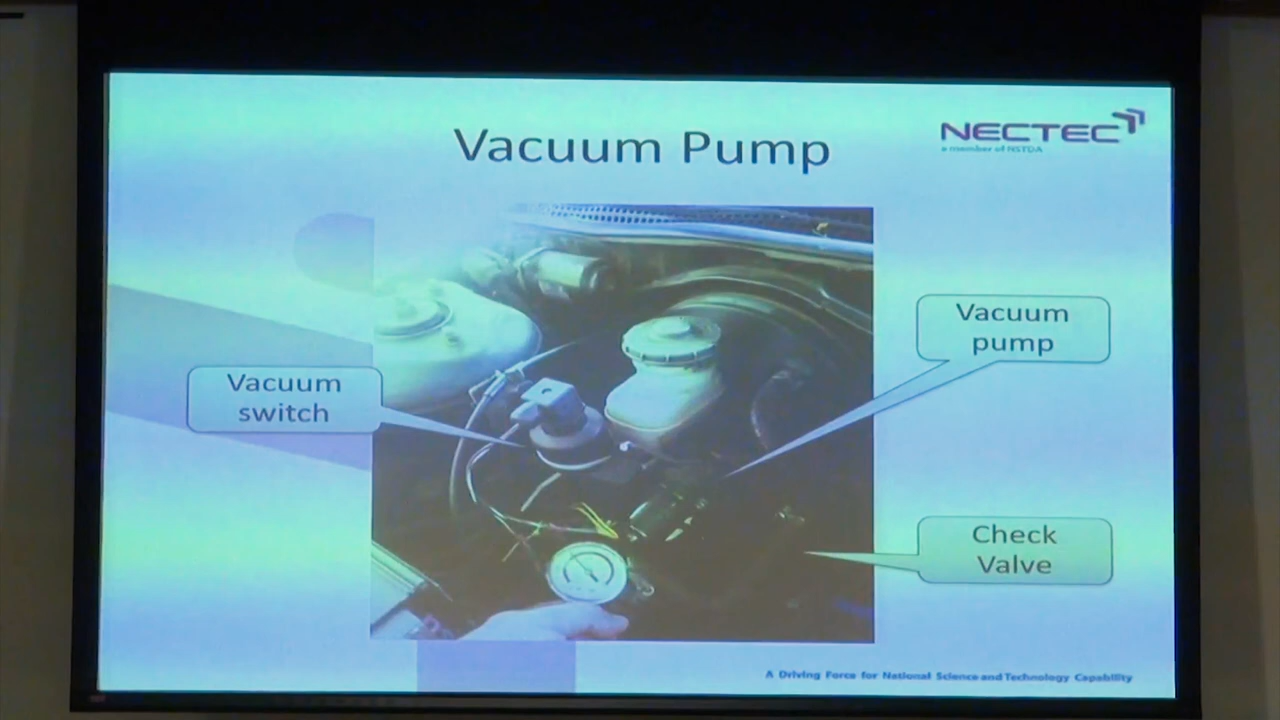 Vacuum Pump
NECTEC
a member of NSTDA
Vacuum
pump
Vacuum
switch
Check
Valve
A Driving Force for National Science and Technology Capability